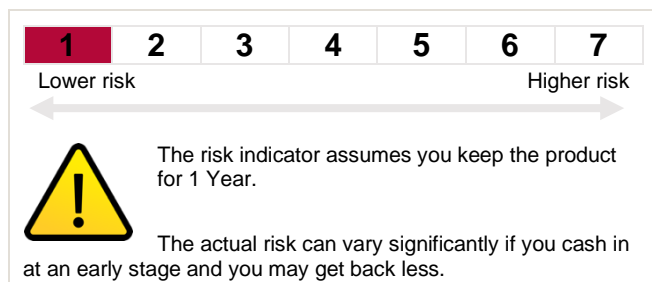 1 2 3 4 5 6 7
Lower risk Higher risk
The risk indicator assumes you keep the product
for 1 Year.
The actual risk can vary significantly if you cash in
at an early stage and you may get back less.